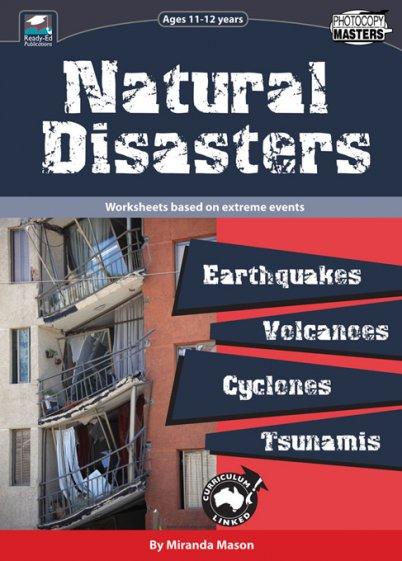 Ready-Ed
Publications
Ages 11-12 years
PHOTOCOPY
MASTERS
Natural
Disasters
Worksheets based on extreme events
Earthquakes
Volcanoes
Cyclones
Tsunamis
CURRICULUM
LINKED
By Miranda Mason